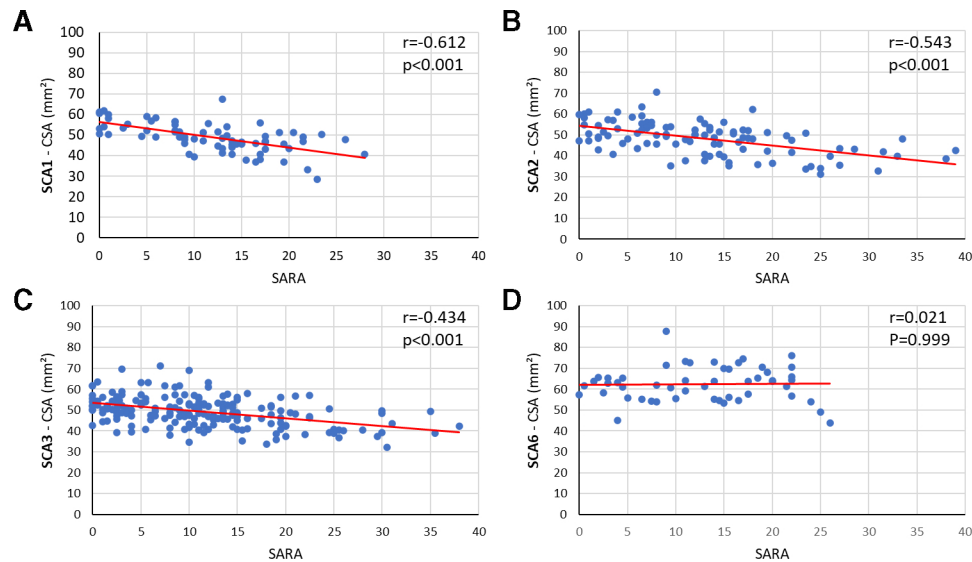 A
r=-0.612
p<0.001
SCA1 - CSA (mm²)
100
90
80
70
60
50
40
30
20
10
0
0 5 10 15 20 25 30 35 40
SARA
B
r=-0.543
p<0.001
SCA2 - CSA (mm²)
100
90
80
70
60
50
40
30
20
10
0
0 5 10 15 20 25 30 35 40
SARA
C
r=-0.434
p<0.001
SCA3 - CSA (mm²)
100
90
80
70
60
50
40
30
20
10
0
0 5 10 15 20 25 30 35 40
SARA
D
r=0.021
P=0.999
SCA6 - CSA (mm²)
100
90
80
70
60
50
40
30
20
10
0
0 5 10 15 20 25 30 35 40
SARA